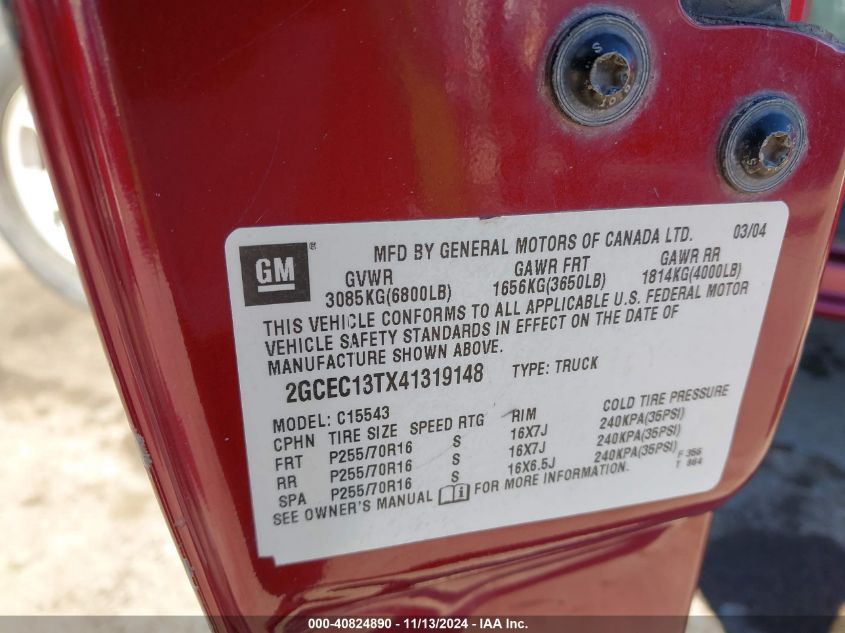 GM ®
MFD BY GENERAL MOTORS OF CANADA LTD. 03/04
GVWR GAWR FRT GAWR RR
3085KG(6800LB) 1656KG(3650LB) 1814KG(4000LB)
THIS VEHICLE CONFORMS TO ALL APPLICABLE U.S. FEDERAL MOTOR
VEHICLE SAFETY STANDARDS IN EFFECT ON THE DATE OF
MANUFACTURE SHOWN ABOVE.
2GCEC13TX41319148 TYPE: TRUCK
MODEL: C15543
CPHN TIRE SIZE SPEED RTG RIM COLD TIRE PRESSURE
FRT P255/70R16 S 16X7J 240KPA(35PSI)
RR P255/70R16 S 16X7J 240KPA(35PSI)
SPA P255/70R16 S 16X6.5J 240KPA(35PSI)
SEE OWNER'S MANUAL i FOR MORE INFORMATION.
F 356
T 864
000-40824890 - 11/13/2024 - IAA Inc.